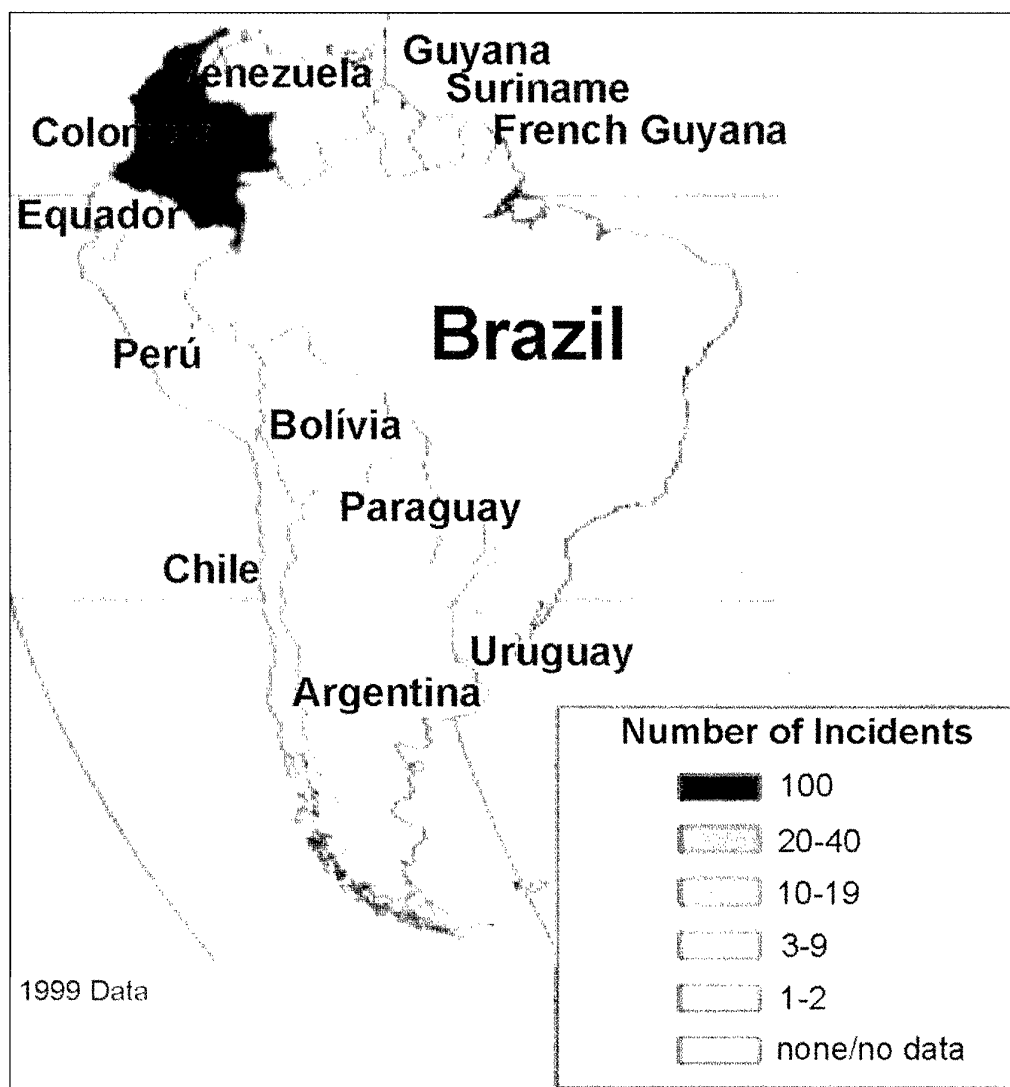 Guyana
enezuela
Suriname
Colom
French Guyana
Equador
Brazil
Perú
Bolívia
Paraguay
Chile
Uruguay
Argentina
Number of Incidents
100
20-40
10-19
3-9
1-2
none/no data
1999 Data